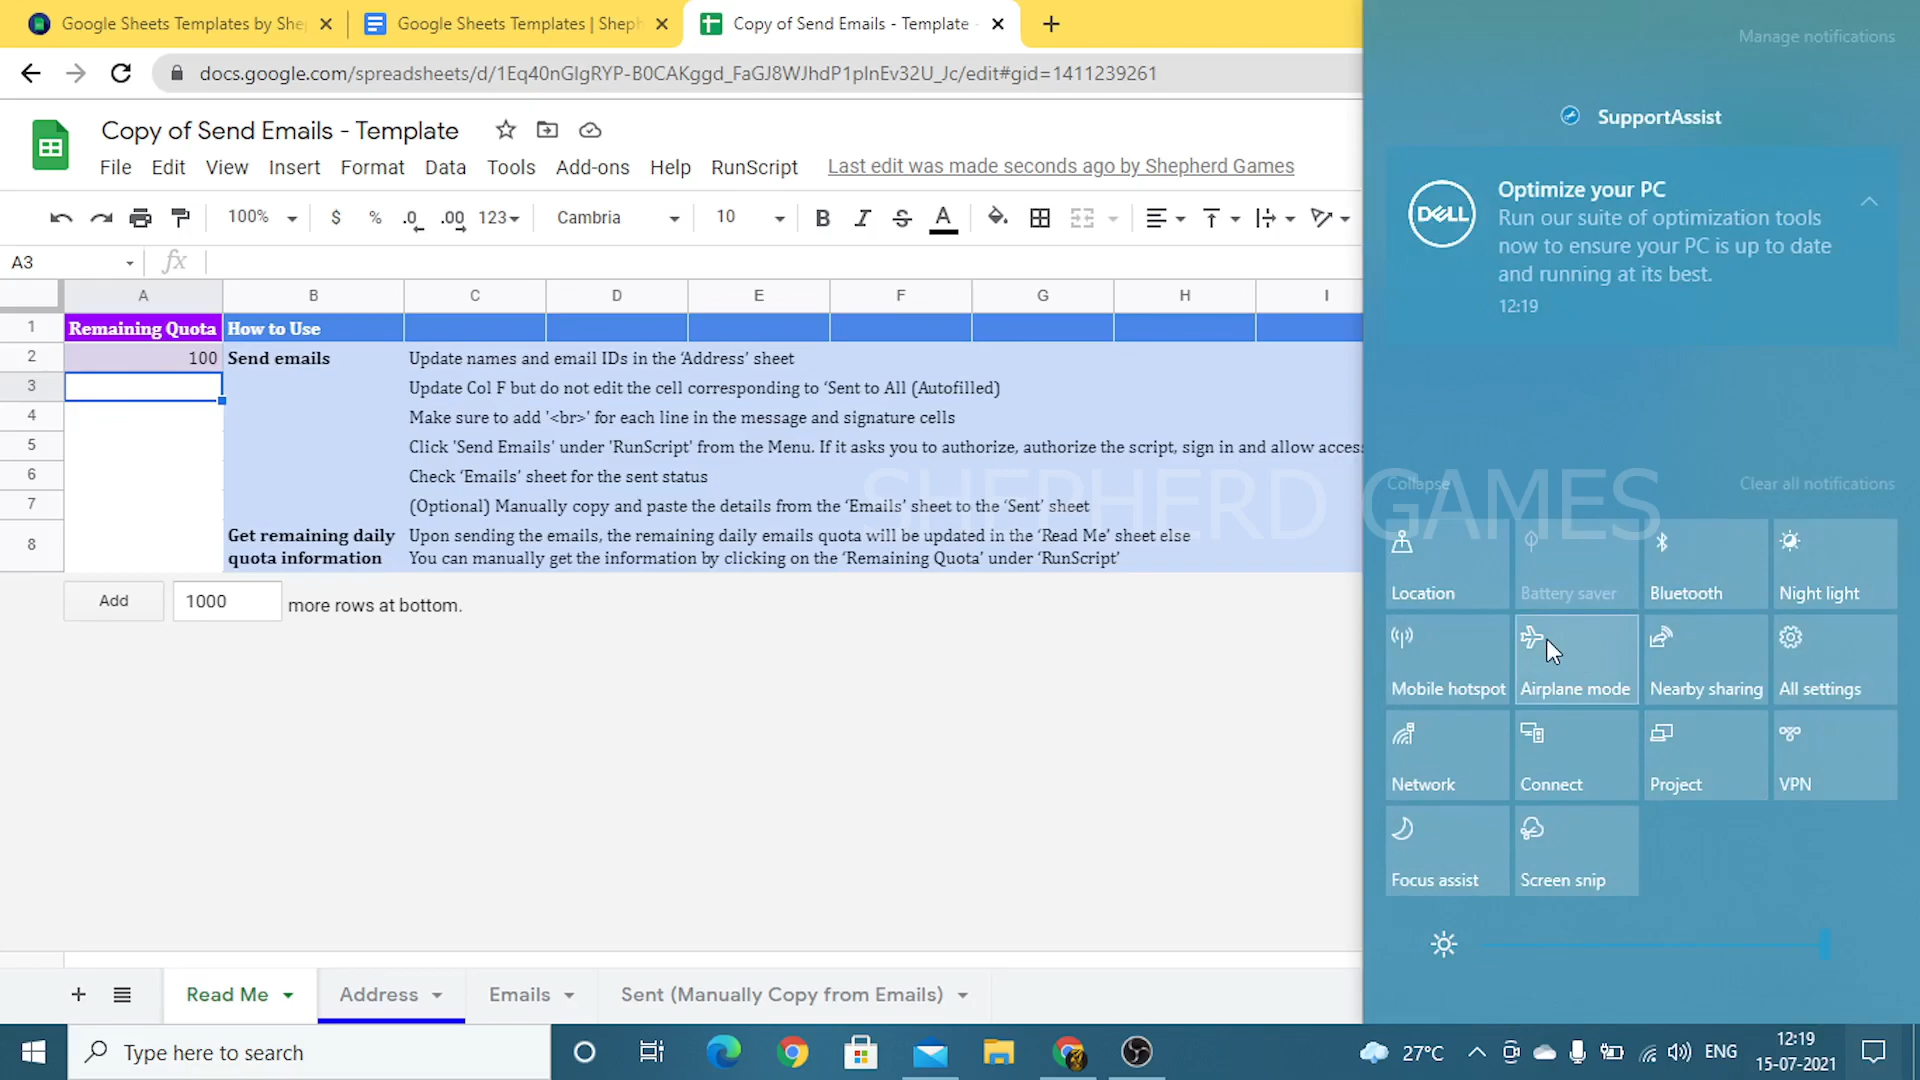 Google Sheets Templates by She
Google Sheets Templates | Sheph
Copy of Send Emails - Template
docs.google.com/spreadsheets/d/1Eq40nGIgRYP-B0CAKggd_FaGJ8WJhdP1pInEv32U_Jc/edit#gid=1411239261
Copy of Send Emails - Template
File Edit View Insert Format Data Tools Add-ons Help RunScript Last edit was made seconds ago by Shepherd Games
100% $ % .0 .00 123 Cambria 10 B I S A
A3 fx
A B C D E F G H I
1 Remaining Quota How to Use
2 100 Send emails Update names and email IDs in the ‘Address’ sheet
3 Update Col F but do not edit the cell corresponding to ‘Sent to All (Autofilled)
4 Make sure to add '<br>' for each line in the message and signature cells
5 Click 'Send Emails' under 'RunScript' from the Menu. If it asks you to authorize, authorize the script, sign in and allow access
6 Check ‘Emails’ sheet for the sent status
7 (Optional) Manually copy and paste the details from the ‘Emails’ sheet to the ‘Sent’ sheet
8 Get remaining daily Upon sending the emails, the remaining daily emails quota will be updated in the ‘Read Me’ sheet else
quota information You can manually get the information by clicking on the ‘Remaining Quota’ under ‘RunScript’
Add 1000 more rows at bottom.
Read Me Address Emails Sent (Manually Copy from Emails)
Manage notifications
SupportAssist
DELL
Optimize your PC
Run our suite of optimization tools
now to ensure your PC is up to date
and running at its best.
12:19
SHEPHERD GAMES
Collapse Clear all notifications
Location Battery saver Bluetooth Night light
Mobile hotspot Airplane mode Nearby sharing All settings
Network Connect Project VPN
Focus assist Screen snip
Type here to search
27°C ENG
12:19
15-07-2021